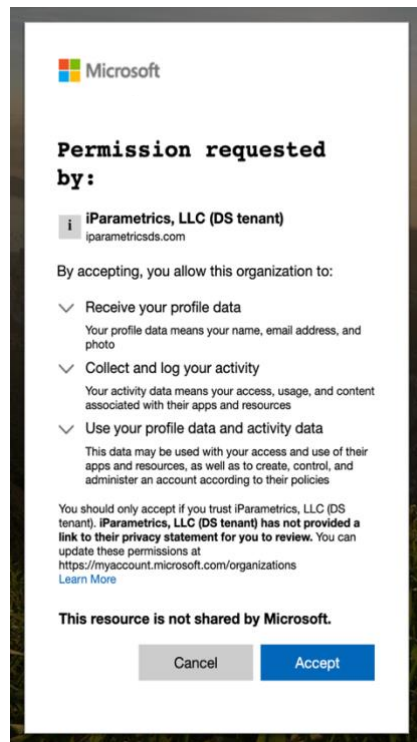 Microsoft
Permission requested
by:
i
iParametrics, LLC (DS tenant)
iparametricsds.com
By accepting, you allow this organization to:
Receive your profile data
Your profile data means your name, email address, and
photo
Collect and log your activity
Your activity data means your access, usage, and content
associated with their apps and resources
Use your profile data and activity data
This data may be used with your access and use of their
apps and resources, as well as to create, control, and
administer an account according to their policies
You should only accept if you trust iParametrics, LLC (DS
tenant). iParametrics, LLC (DS tenant) has not provided a
link to their privacy statement for you to review. You can
update these permissions at
https://myaccount.microsoft.com/organizations
Learn More
This resource is not shared by Microsoft.
Cancel Accept